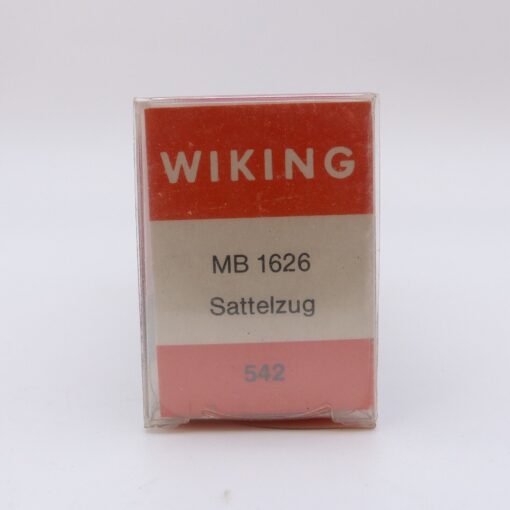 WIKING
MB 1626
Sattelzug
542